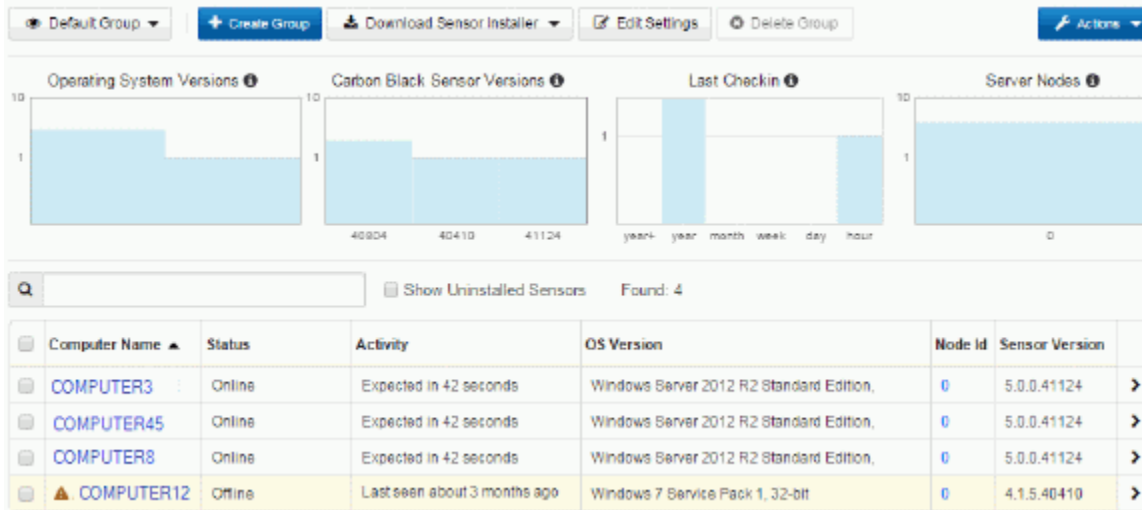 Default Group Create Group Download Sensor Installer Edit Settings Delete Group Actions
Operating System Versions Carbon Black Sensor Versions Last Checkin Server Nodes
10 10 10
1 1 1 1
40404 40410 41124 year+ year month week day hour 0
Show Uninstalled Sensors Found: 4
Computer Name Status Activity OS Version Node Id Sensor Version
COMPUTER3 Online Expected in 42 seconds Windows Server 2012 R2 Standard Edition, 0 5.0.0.41124
COMPUTER45 Online Expected in 42 seconds Windows Server 2012 R2 Standard Edition, 0 5.0.0.41124
COMPUTER8 Online Expected in 42 seconds Windows Server 2012 R2 Standard Edition, 0 5.0.0.41124
COMPUTER12 Offline Last seen about 3 months ago Windows 7 Service Pack 1, 32-bit 0 4.1.5.40410